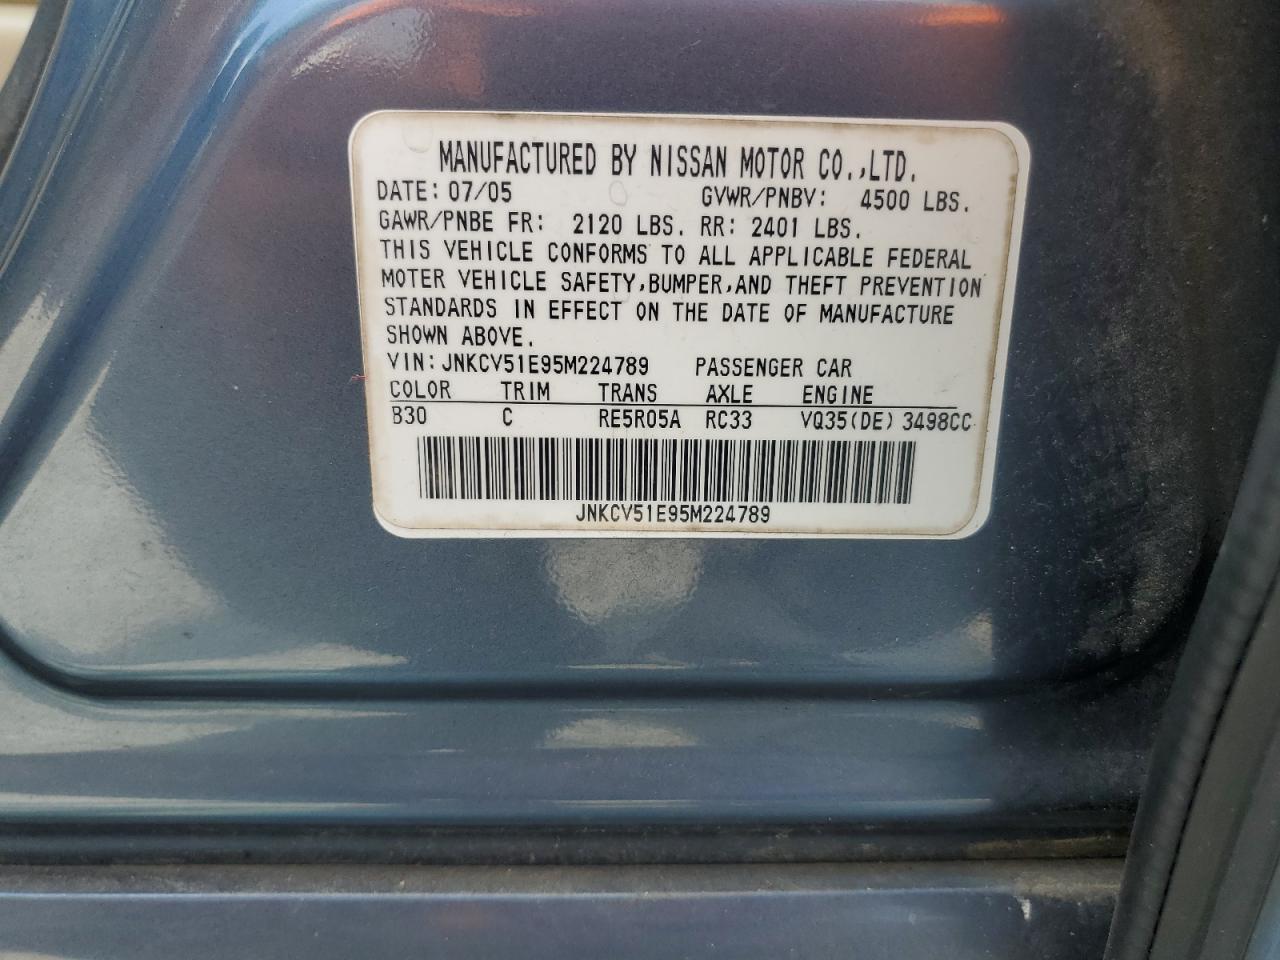 MANUFACTURED BY NISSAN MOTOR CO.,LTD.
DATE: 07/05 GVWR/PNBV: 4500 LBS.
GAWR/PNBE FR: 2120 LBS. RR: 2401 LBS.
THIS VEHICLE CONFORMS TO ALL APPLICABLE FEDERAL
MOTER VEHICLE SAFETY,BUMPER,AND THEFT PREVENTION
STANDARDS IN EFFECT ON THE DATE OF MANUFACTURE
SHOWN ABOVE.
VIN:JNKCV51E95M224789 PASSENGER CAR
COLOR TRIM TRANS AXLE ENGINE
B30 C RE5R05A RC33 VQ35(DE) 3498CC
JNKCV51E95M224789